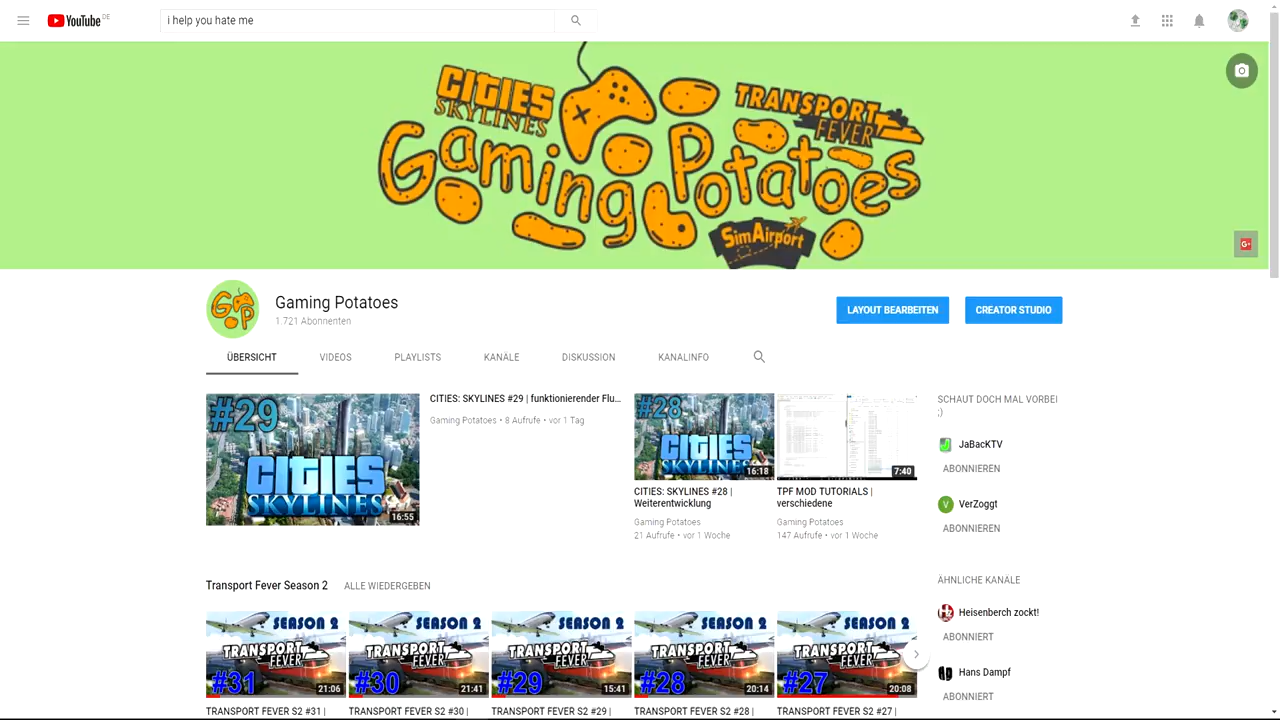 YouTube DE
i help you hate me
CITIES SKYLINES
TRANSPORT FEVER
Gaming Potatoes
SimAirport
G+
GP
Gaming Potatoes
1.721 Abonnenten
LAYOUT BEARBEITEN
CREATOR STUDIO
ÜBERSICHT
VIDEOS
PLAYLISTS
KANÄLE
DISKUSSION
KANALINFO
#29
CITIES
SKYLINES
16:55
CITIES: SKYLINES #29 | funktionierender Flu...
Gaming Potatoes • 8 Aufrufe • vor 1 Tag
#28
CITIES
SKYLINES
16:18
CITIES: SKYLINES #28 |
Weiterentwicklung
Gaming Potatoes
21 Aufrufe • vor 1 Woche
7:40
TPF MOD TUTORIALS |
verschiedene
Gaming Potatoes
147 Aufrufe • vor 1 Woche
SCHAUT DOCH MAL VORBEI
;)
JaBacKTV
ABONNIEREN
V
VerZoggt
ABONNIEREN
ÄHNLICHE KANÄLE
Heisenberch zockt!
ABONNIERT
Hans Dampf
ABONNIERT
Transport Fever Season 2
ALLE WIEDERGEBEN
SEASON 2
TRANSPORT FEVER
#31
21:06
TRANSPORT FEVER S2 #31 |
SEASON 2
TRANSPORT FEVER
#30
21:41
TRANSPORT FEVER S2 #30 |
SEASON 2
TRANSPORT FEVER
#29
15:41
TRANSPORT FEVER S2 #29 |
SEASON 2
TRANSPORT FEVER
#28
20:14
TRANSPORT FEVER S2 #28 |
SEASON 2
TRANSPORT FEVER
#27
20:08
TRANSPORT FEVER S2 #27 |